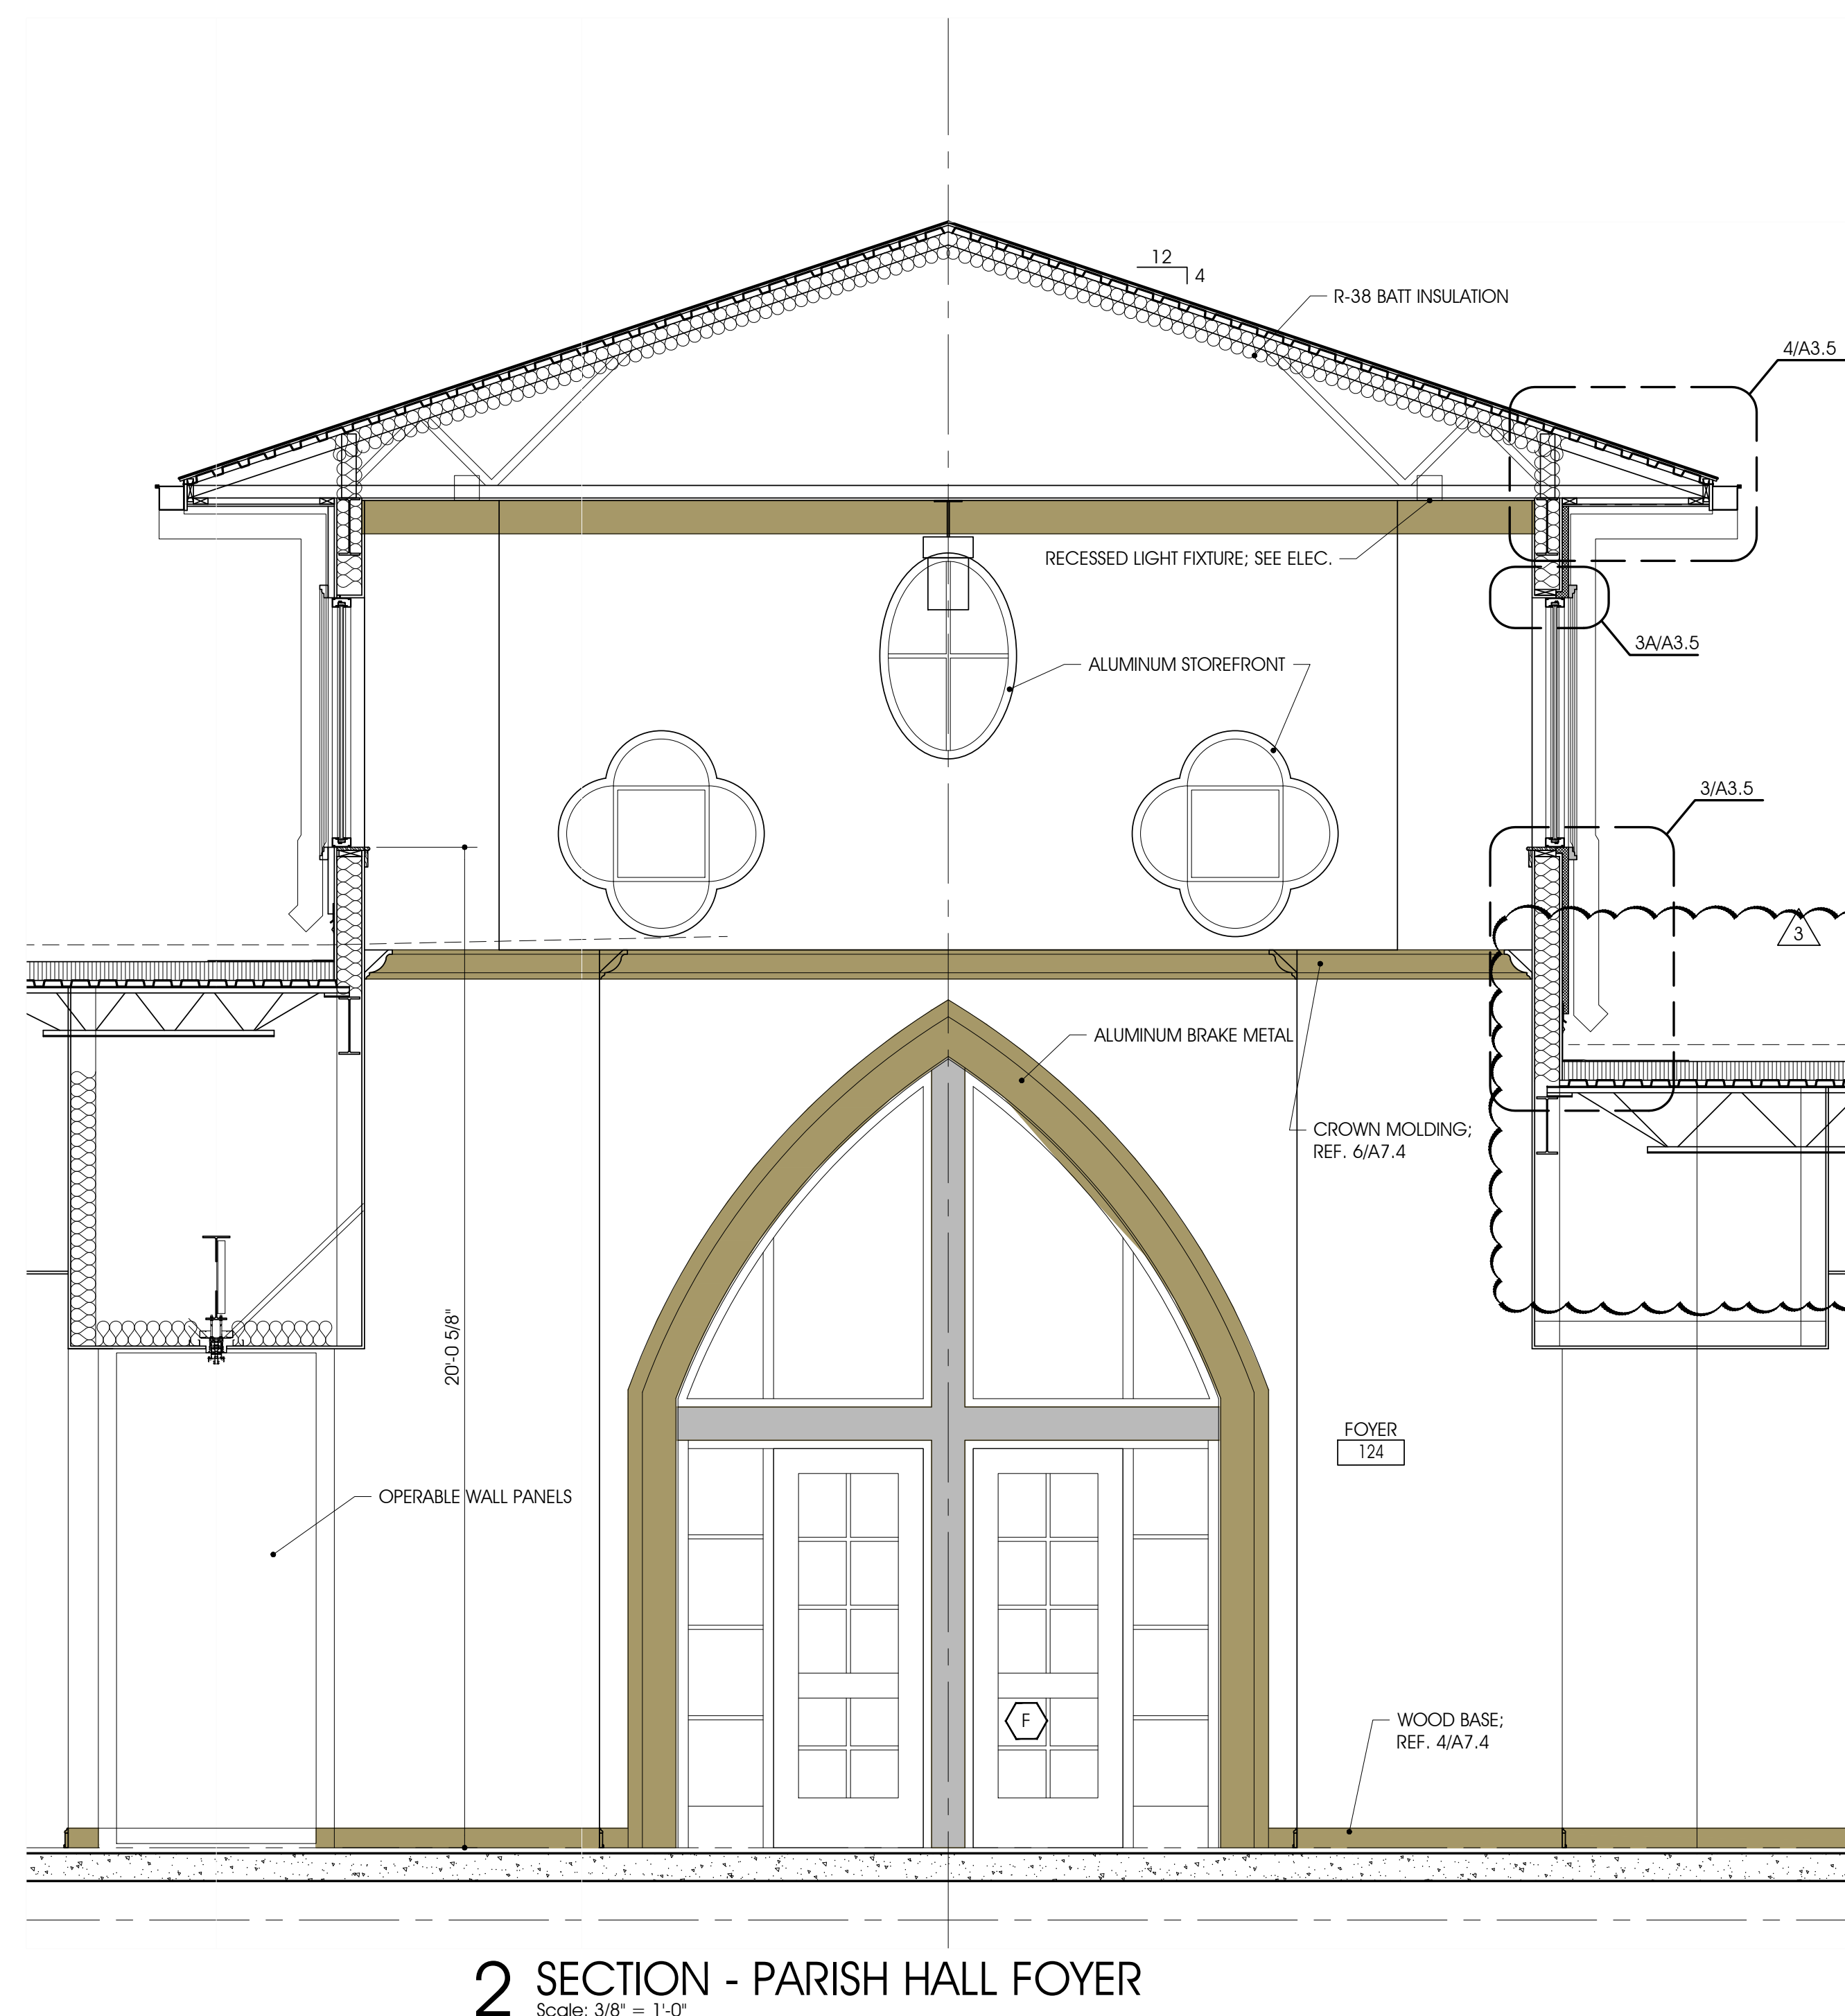 12
4
R-38 BATT INSULATION
4/A3.5
RECESSED LIGHT FIXTURE; SEE ELEC.
3A/A3.5
ALUMINUM STOREFRONT
3/A3.5
3
ALUMINUM BRAKE METAL
CROWN MOLDING;
REF. 6/A7.4
20'-0 5/8"
FOYER
124
OPERABLE WALL PANELS
F
WOOD BASE;
REF. 4/A7.4
2 SECTION - PARISH HALL FOYER
Scale: 3/8" = 1'-0"